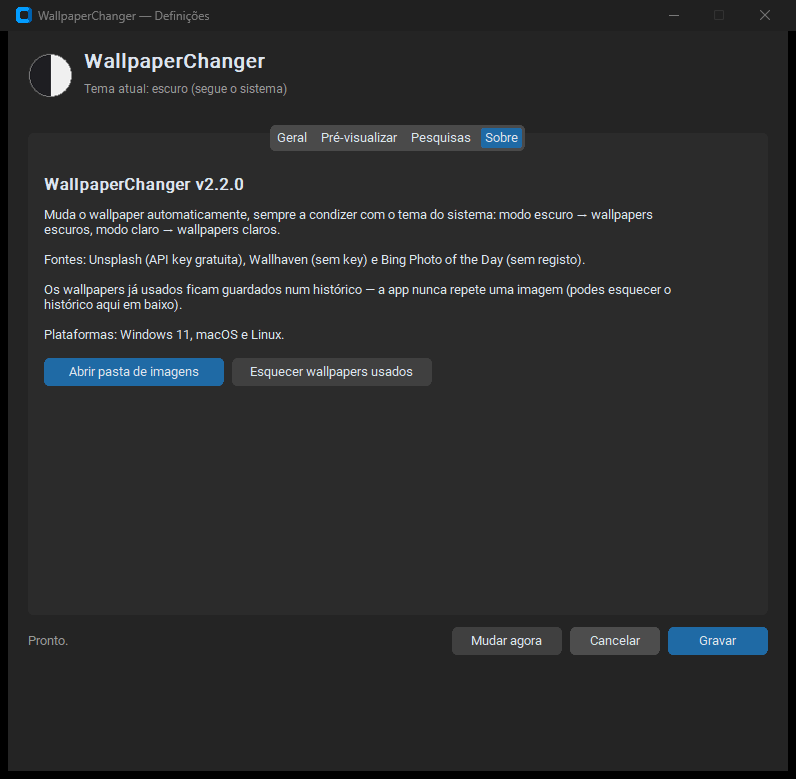 WallpaperChanger — Definições
WallpaperChanger
Tema atual: escuro (segue o sistema)
Geral Pré-visualizar Pesquisas Sobre
WallpaperChanger v2.2.0
Muda o wallpaper automaticamente, sempre a condizer com o tema do sistema: modo escuro → wallpapers
escuros, modo claro → wallpapers claros.
Fontes: Unsplash (API key gratuita), Wallhaven (sem key) e Bing Photo of the Day (sem registo).
Os wallpapers já usados ficam guardados num histórico — a app nunca repete uma imagem (podes esquecer o
histórico aqui em baixo).
Plataformas: Windows 11, macOS e Linux.
Abrir pasta de imagens Esquecer wallpapers usados
Pronto. Mudar agora Cancelar Gravar